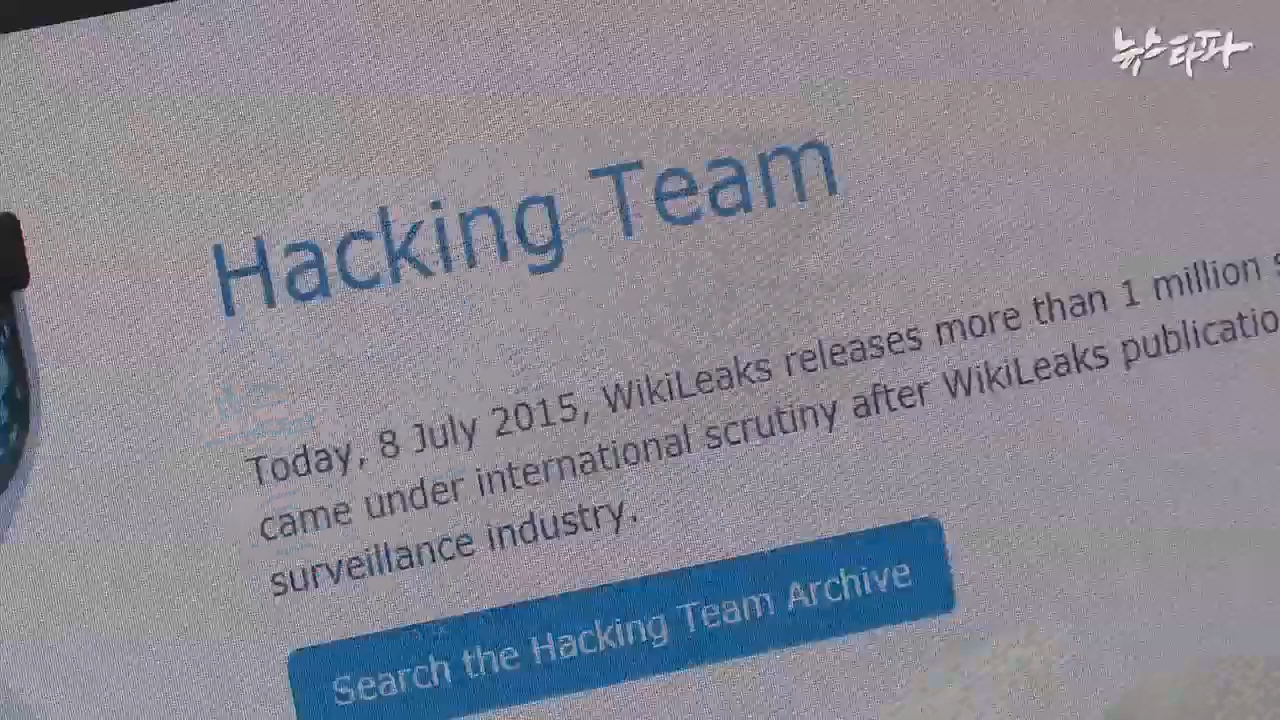 뉴스타파
Hacking Team
Today, 8 July 2015, WikiLeaks releases more than 1 million
came under international scrutiny after WikiLeaks publicatio
surveillance industry.
Search the Hacking Team Archive